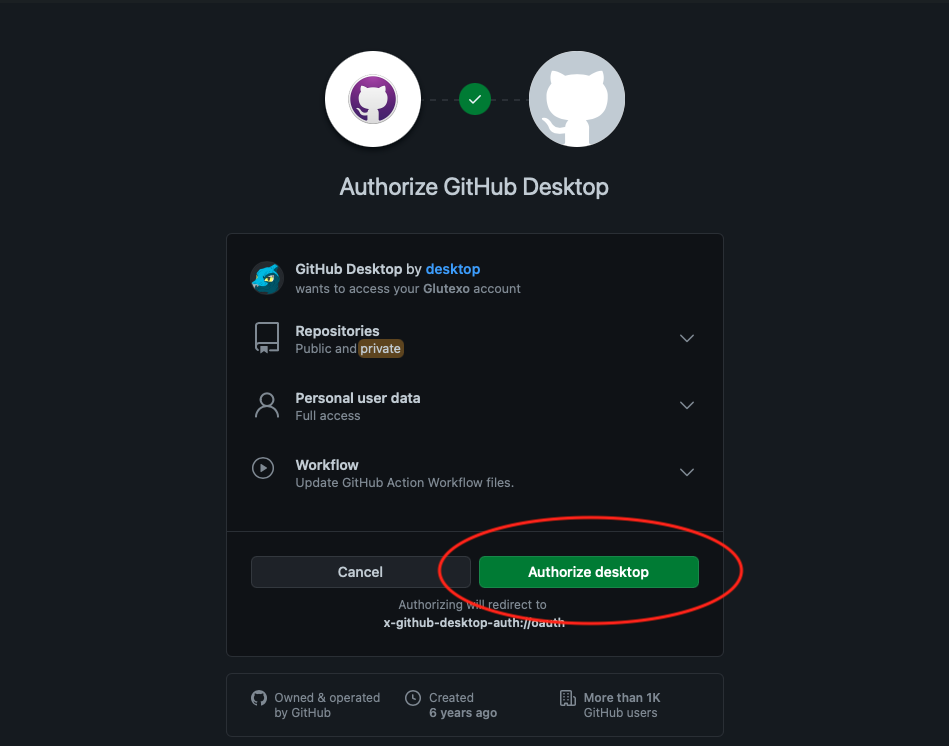 Authorize GitHub Desktop
GitHub Desktop by desktop
wants to access your Glutexo account
Repositories
Public and private
Personal user data
Full access
Workflow
Update GitHub Action Workflow files.
Cancel
Authorize desktop
Authorizing will redirect to
x-github-desktop-auth://oauth
Owned & operated
by GitHub
Created
6 years ago
More than 1K
GitHub users